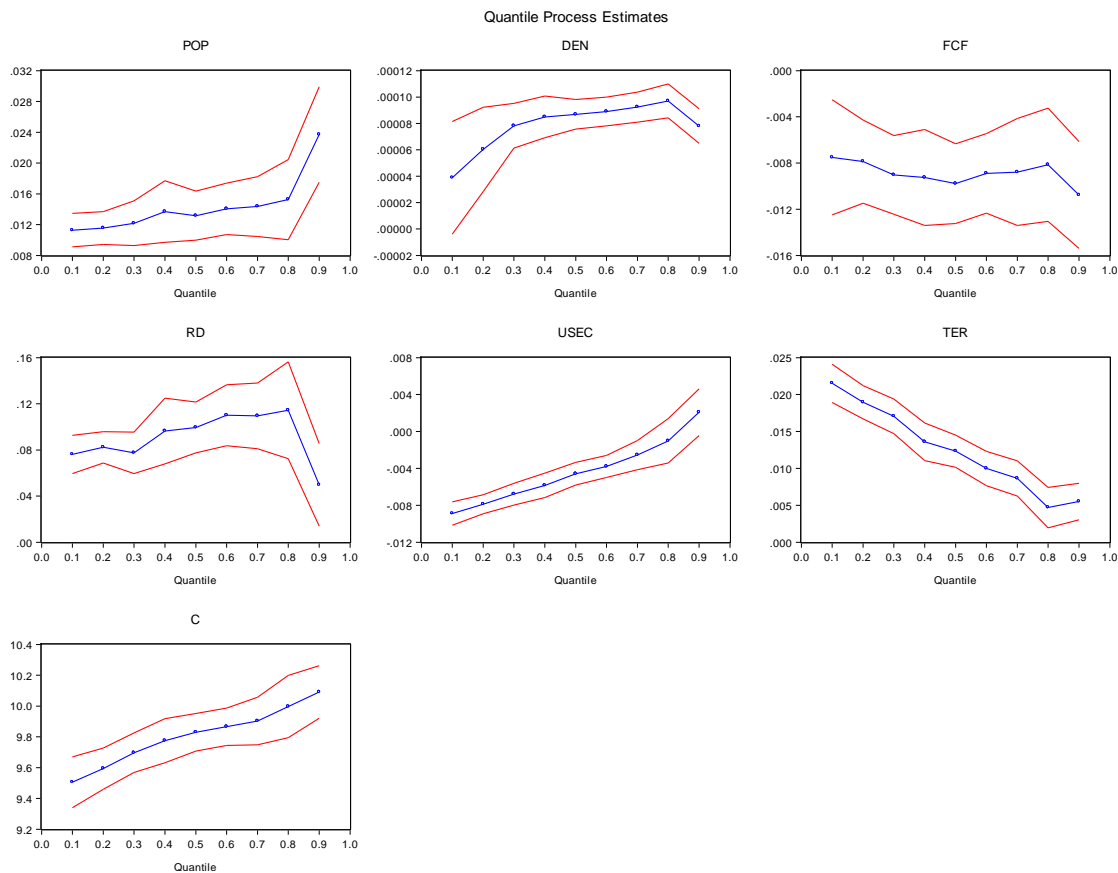 Quantile Process Estimates
POP
.032
.028
.024
.020
.016
.012
.008
0.0 0.1 0.2 0.3 0.4 0.5 0.6 0.7 0.8 0.9 1.0
Quantile
DEN
.00012
.00010
.00008
.00006
.00004
.00002
.00000
-.00002
0.0 0.1 0.2 0.3 0.4 0.5 0.6 0.7 0.8 0.9 1.0
Quantile
FCF
.000
-.004
-.008
-.012
-.016
0.0 0.1 0.2 0.3 0.4 0.5 0.6 0.7 0.8 0.9 1.0
Quantile
RD
.16
.12
.08
.04
.00
0.0 0.1 0.2 0.3 0.4 0.5 0.6 0.7 0.8 0.9 1.0
Quantile
USEC
.008
.004
.000
-.004
-.008
-.012
0.0 0.1 0.2 0.3 0.4 0.5 0.6 0.7 0.8 0.9 1.0
Quantile
TER
.025
.020
.015
.010
.005
.000
0.0 0.1 0.2 0.3 0.4 0.5 0.6 0.7 0.8 0.9 1.0
Quantile
C
10.4
10.2
10.0
9.8
9.6
9.4
9.2
0.0 0.1 0.2 0.3 0.4 0.5 0.6 0.7 0.8 0.9 1.0
Quantile